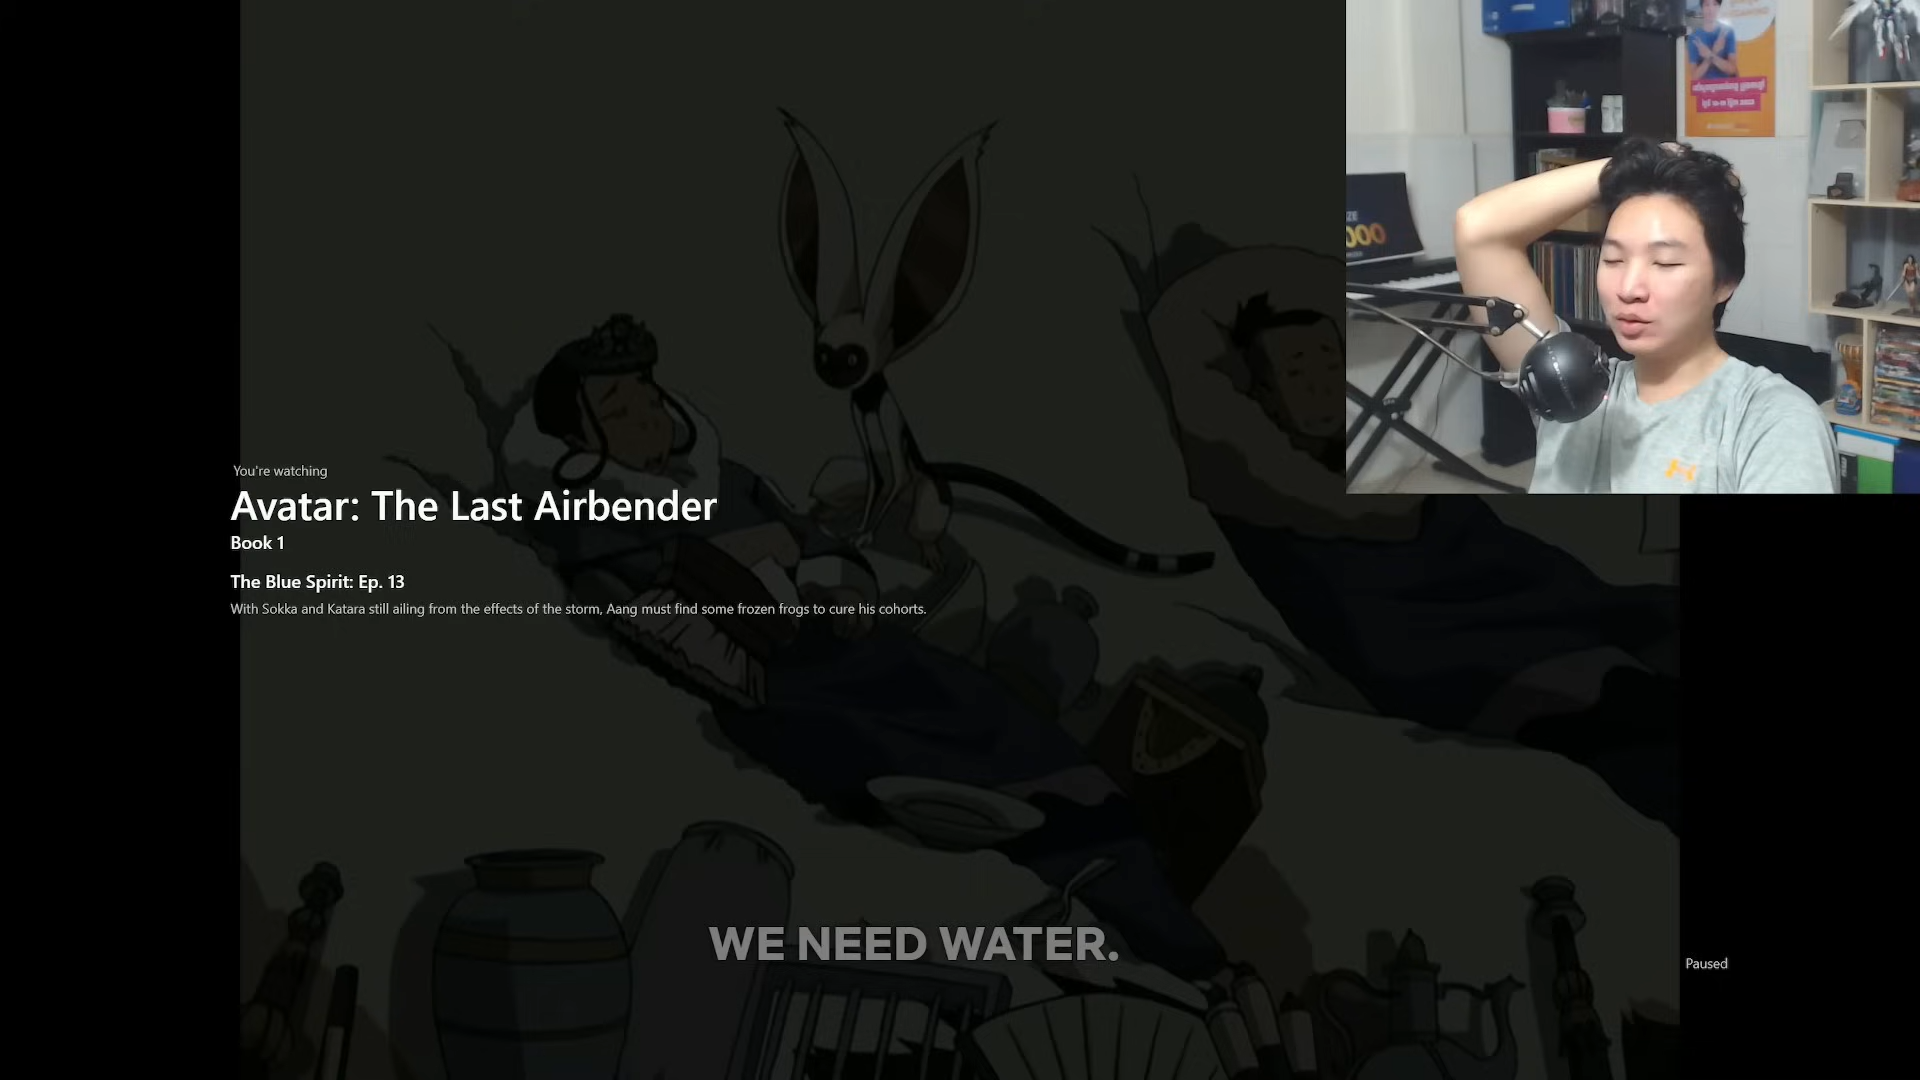 You're watching
Avatar: The Last Airbender
Book 1
The Blue Spirit: Ep. 13
With Sokka and Katara still ailing from the effects of the storm, Aang must find some frozen frogs to cure his cohorts.
WE NEED WATER.
Paused